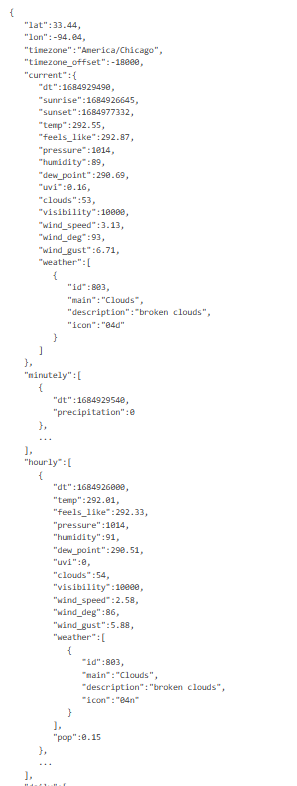 {
"lat":33.44,
"lon":-94.04,
"timezone":"America/Chicago",
"timezone_offset":-18000,
"current":{
"dt":1684929490,
"sunrise":1684926645,
"sunset":1684977332,
"temp":292.55,
"feels_like":292.87,
"pressure":1014,
"humidity":89,
"dew_point":290.69,
"uvi":0.16,
"clouds":53,
"visibility":10000,
"wind_speed":3.13,
"wind_deg":93,
"wind_gust":6.71,
"weather":[
{
"id":803,
"main":"Clouds",
"description":"broken clouds",
"icon":"04d"
}
]
},
"minutely":[
{
"dt":1684929540,
"precipitation":0
},
...
],
"hourly":[
{
"dt":1684926000,
"temp":292.01,
"feels_like":292.33,
"pressure":1014,
"humidity":91,
"dew_point":290.51,
"uvi":0,
"clouds":54,
"visibility":10000,
"wind_speed":2.58,
"wind_deg":86,
"wind_gust":5.88,
"weather":[
{
"id":803,
"main":"Clouds",
"description":"broken clouds",
"icon":"04n"
}
],
"pop":0.15
},
...
],